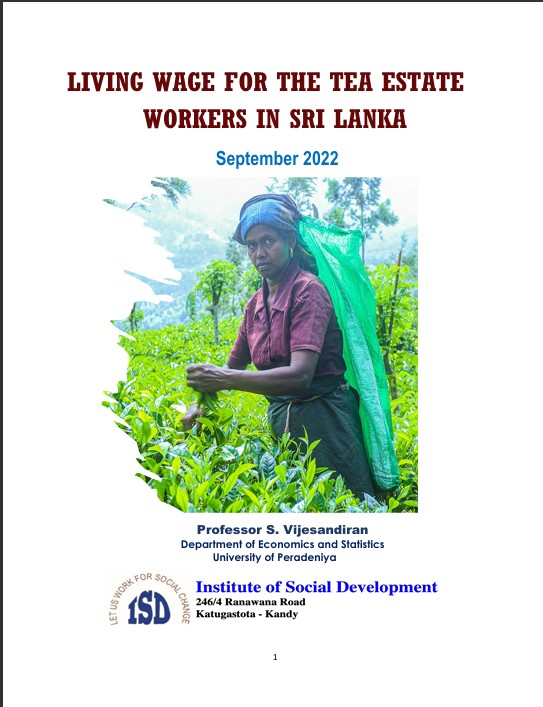 LIVING WAGE FOR THE TEA ESTATE
WORKERS IN SRI LANKA
September 2022
Professor S. Vijesandiran
Department of Economics and Statistics
University of Peradeniya
LET US WORK FOR SOCIAL CHANGE
ISD
Institute of Social Development
246/4 Ranawana Road
Katugastota - Kandy
1